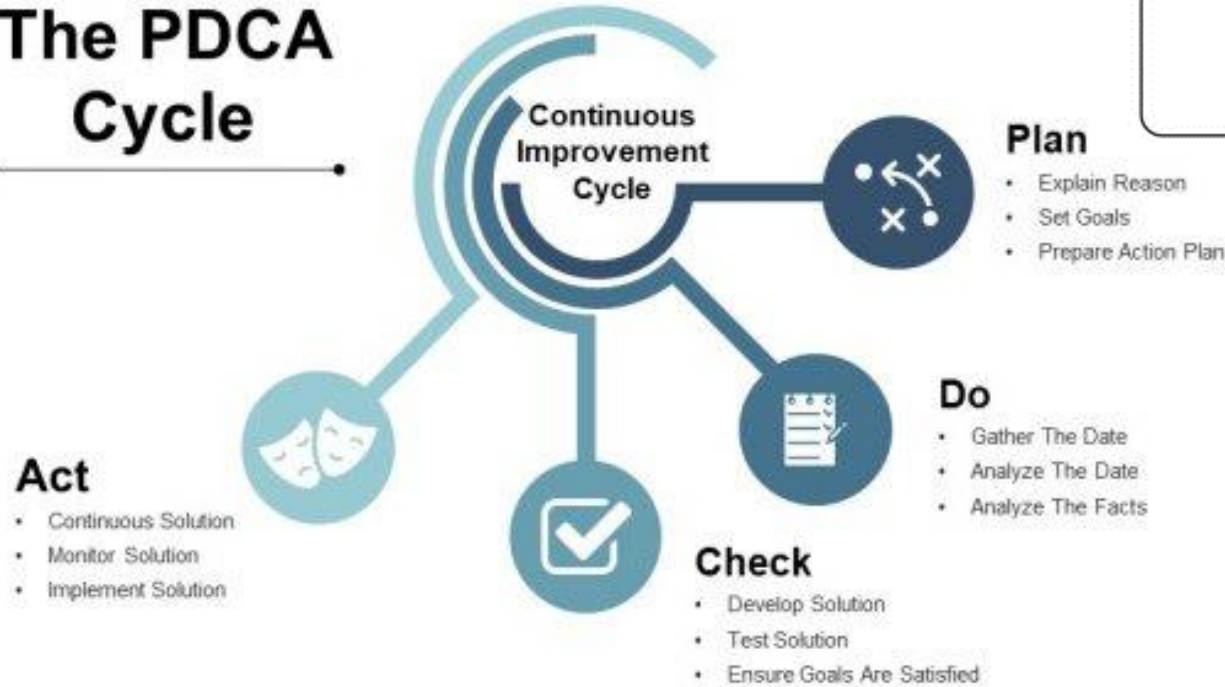 The PDCA
Cycle
Continuous
Improvement
Cycle
Plan
• Explain Reason
• Set Goals
• Prepare Action Plan
Do
• Gather The Date
• Analyze The Date
• Analyze The Facts
Check
• Develop Solution
• Test Solution
• Ensure Goals Are Satisfied
Act
• Continuous Solution
• Monitor Solution
• Implement Solution